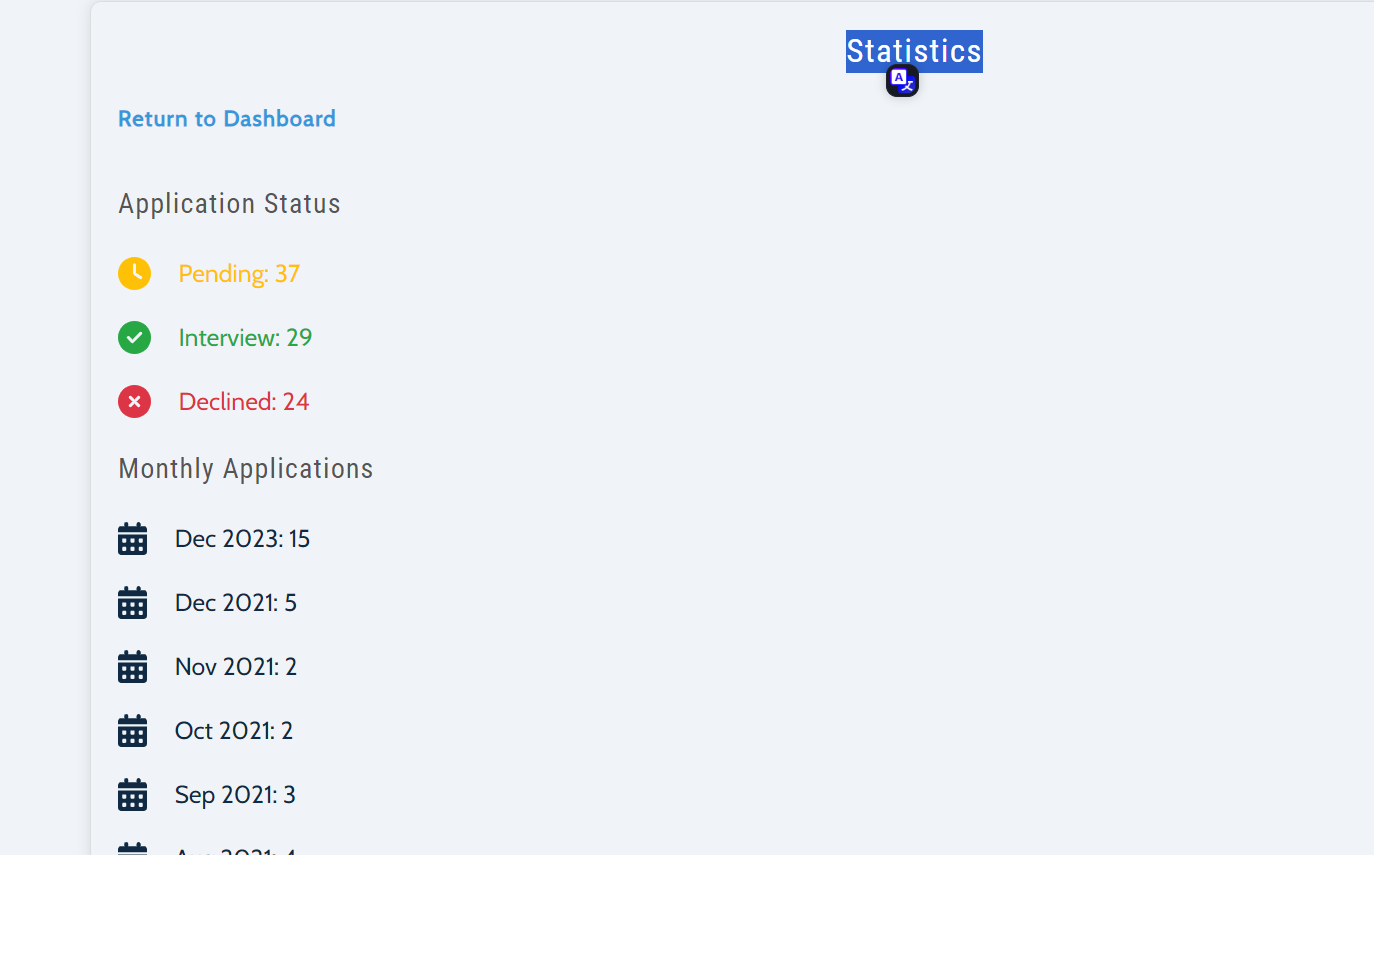 Statistics
Return to Dashboard
Application Status
Pending: 37
Interview: 29
Declined: 24
Monthly Applications
Dec 2023: 15
Dec 2021: 5
Nov 2021: 2
Oct 2021: 2
Sep 2021: 3